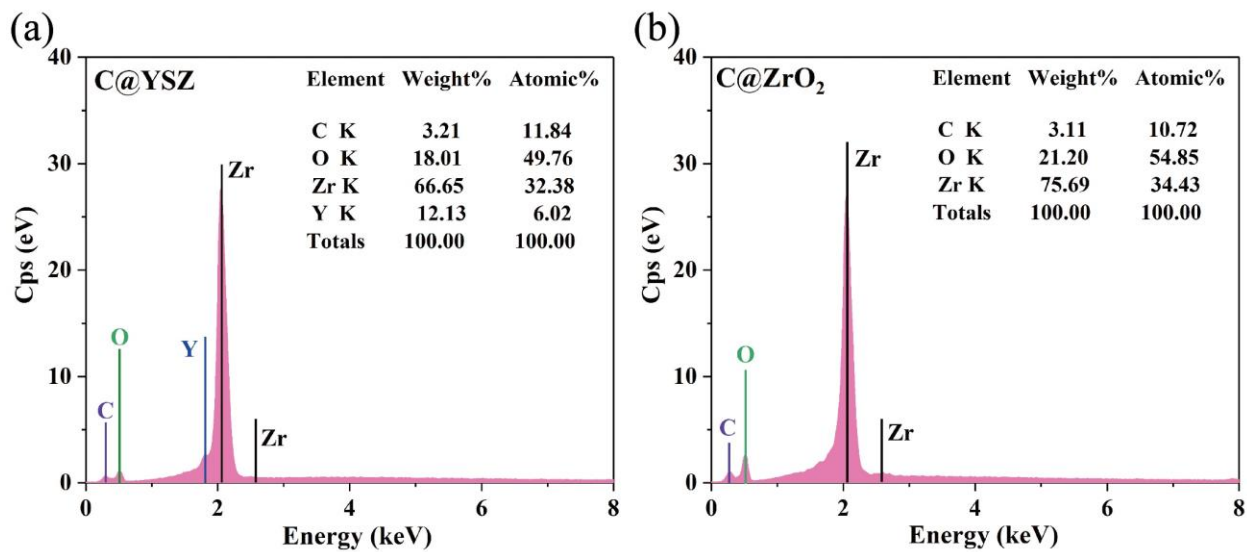 (a)
C@YSZ
Element Weight% Atomic%
C K 3.21 11.84
O K 18.01 49.76
Zr K 66.65 32.38
Y K 12.13 6.02
Totals 100.00 100.00
Zr
Y
O
C
Zr
40
30
20
10
0
Cps (eV)
0 2 4 6 8
Energy (keV)
(b)
C@ZrO₂
Element Weight% Atomic%
C K 3.11 10.72
O K 21.20 54.85
Zr K 75.69 34.43
Totals 100.00 100.00
Zr
O
C
Zr
40
30
20
10
0
Cps (eV)
0 2 4 6 8
Energy (keV)